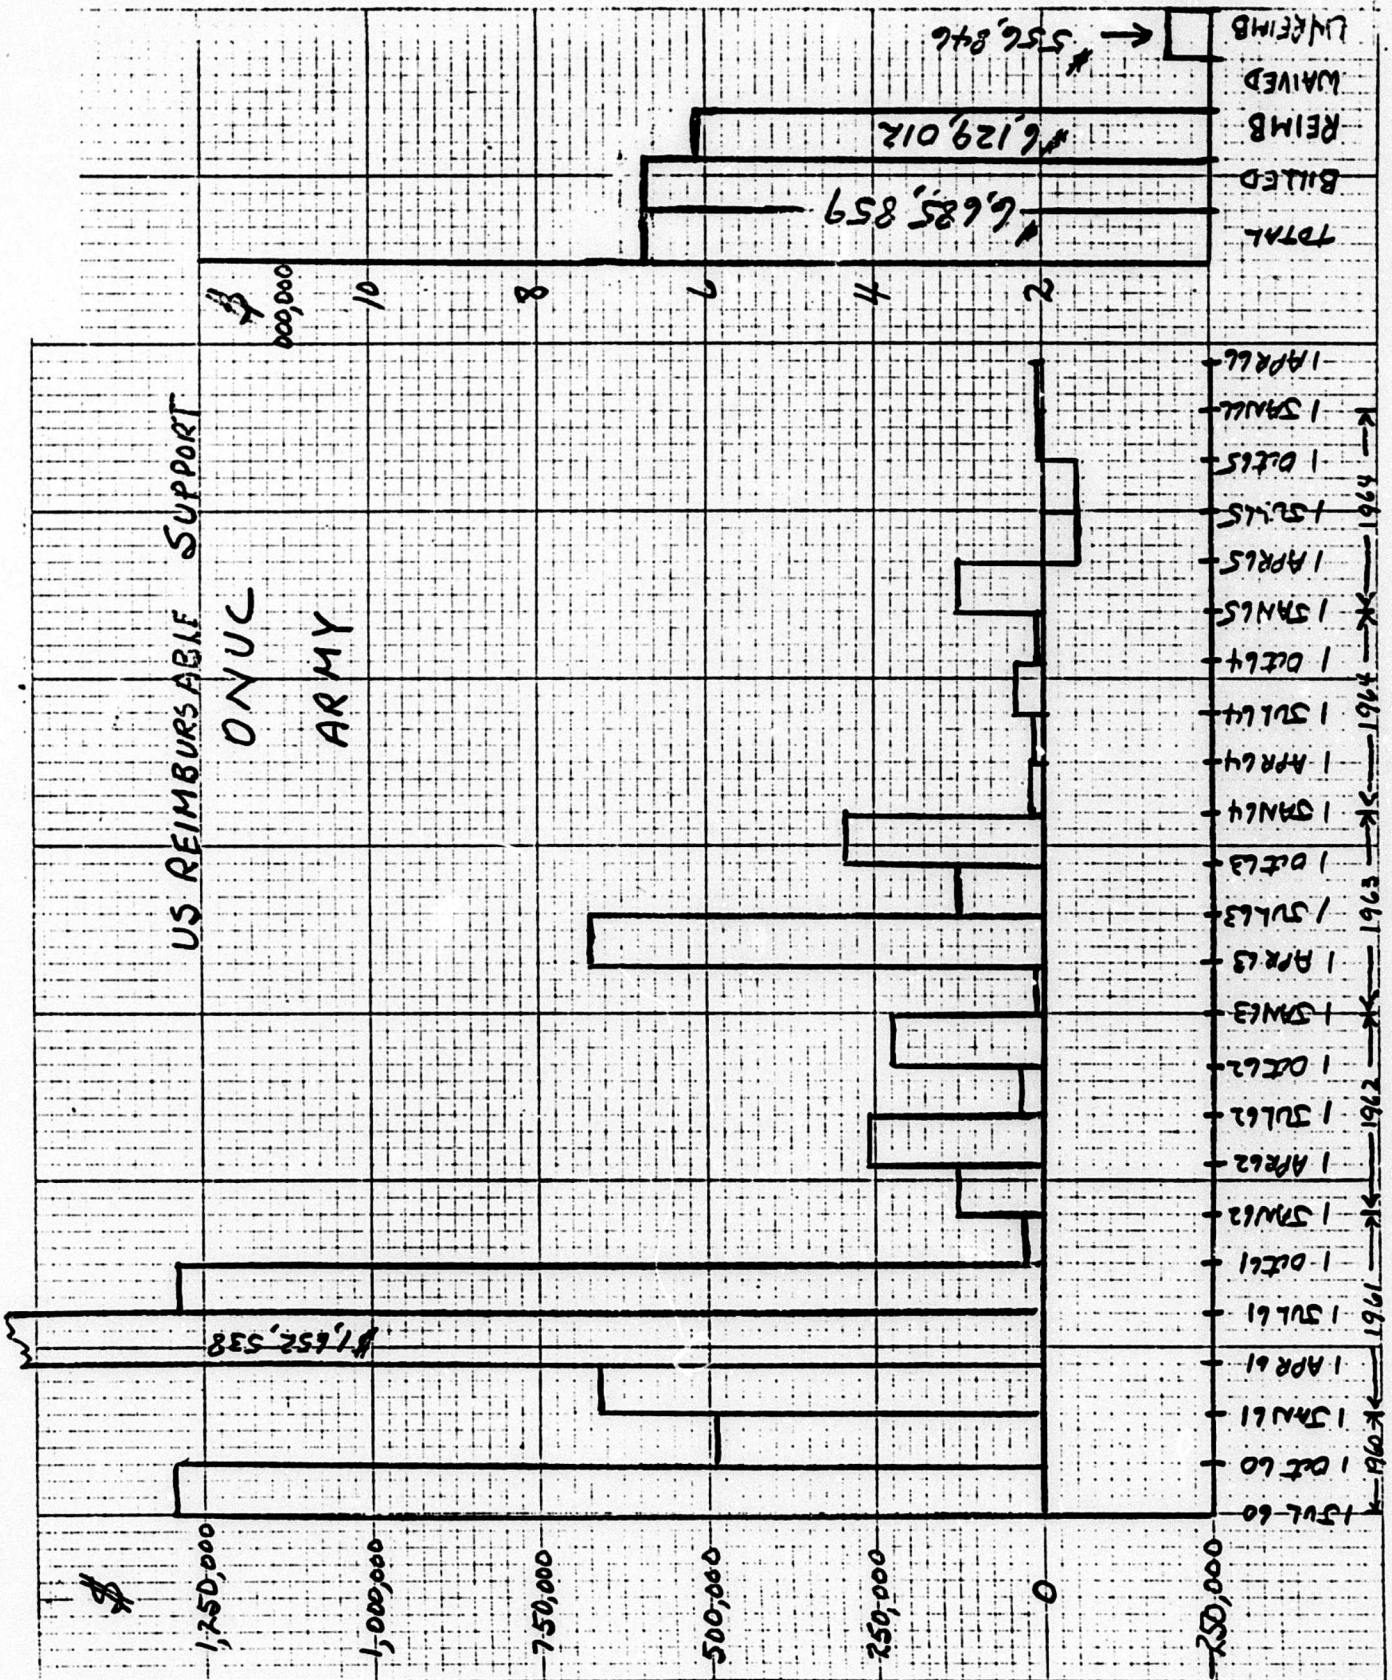 US REIMBURSABLE SUPPORT
ONUC
ARMY
$
1,250,000
1,000,000
750,000
500,000
250,000
0
-250,000
$1,652,538
1 JUL 60
1 Oct 60
1 JAN 61
1 APR 61
1 JUL 61
1 Oct 61
1 JAN 62
1 APR 62
1 JUL 62
1 Oct 62
1 JAN 63
1 APR 63
1 JUL 63
1 Oct 63
1 JAN 64
1 APR 64
1 JUL 64
1 Oct 64
1 JAN 65
1 APR 65
1 JUL 65
1 Oct 65
1 JAN 66
1 APR 66
1960
1961
1962
1963
1964
1964
$
000,000
10
8
6
4
2
$6,685,859
$6,129,012
$556,846
TOTAL
BILLED
REIMB
WAIVED
UNREIMB